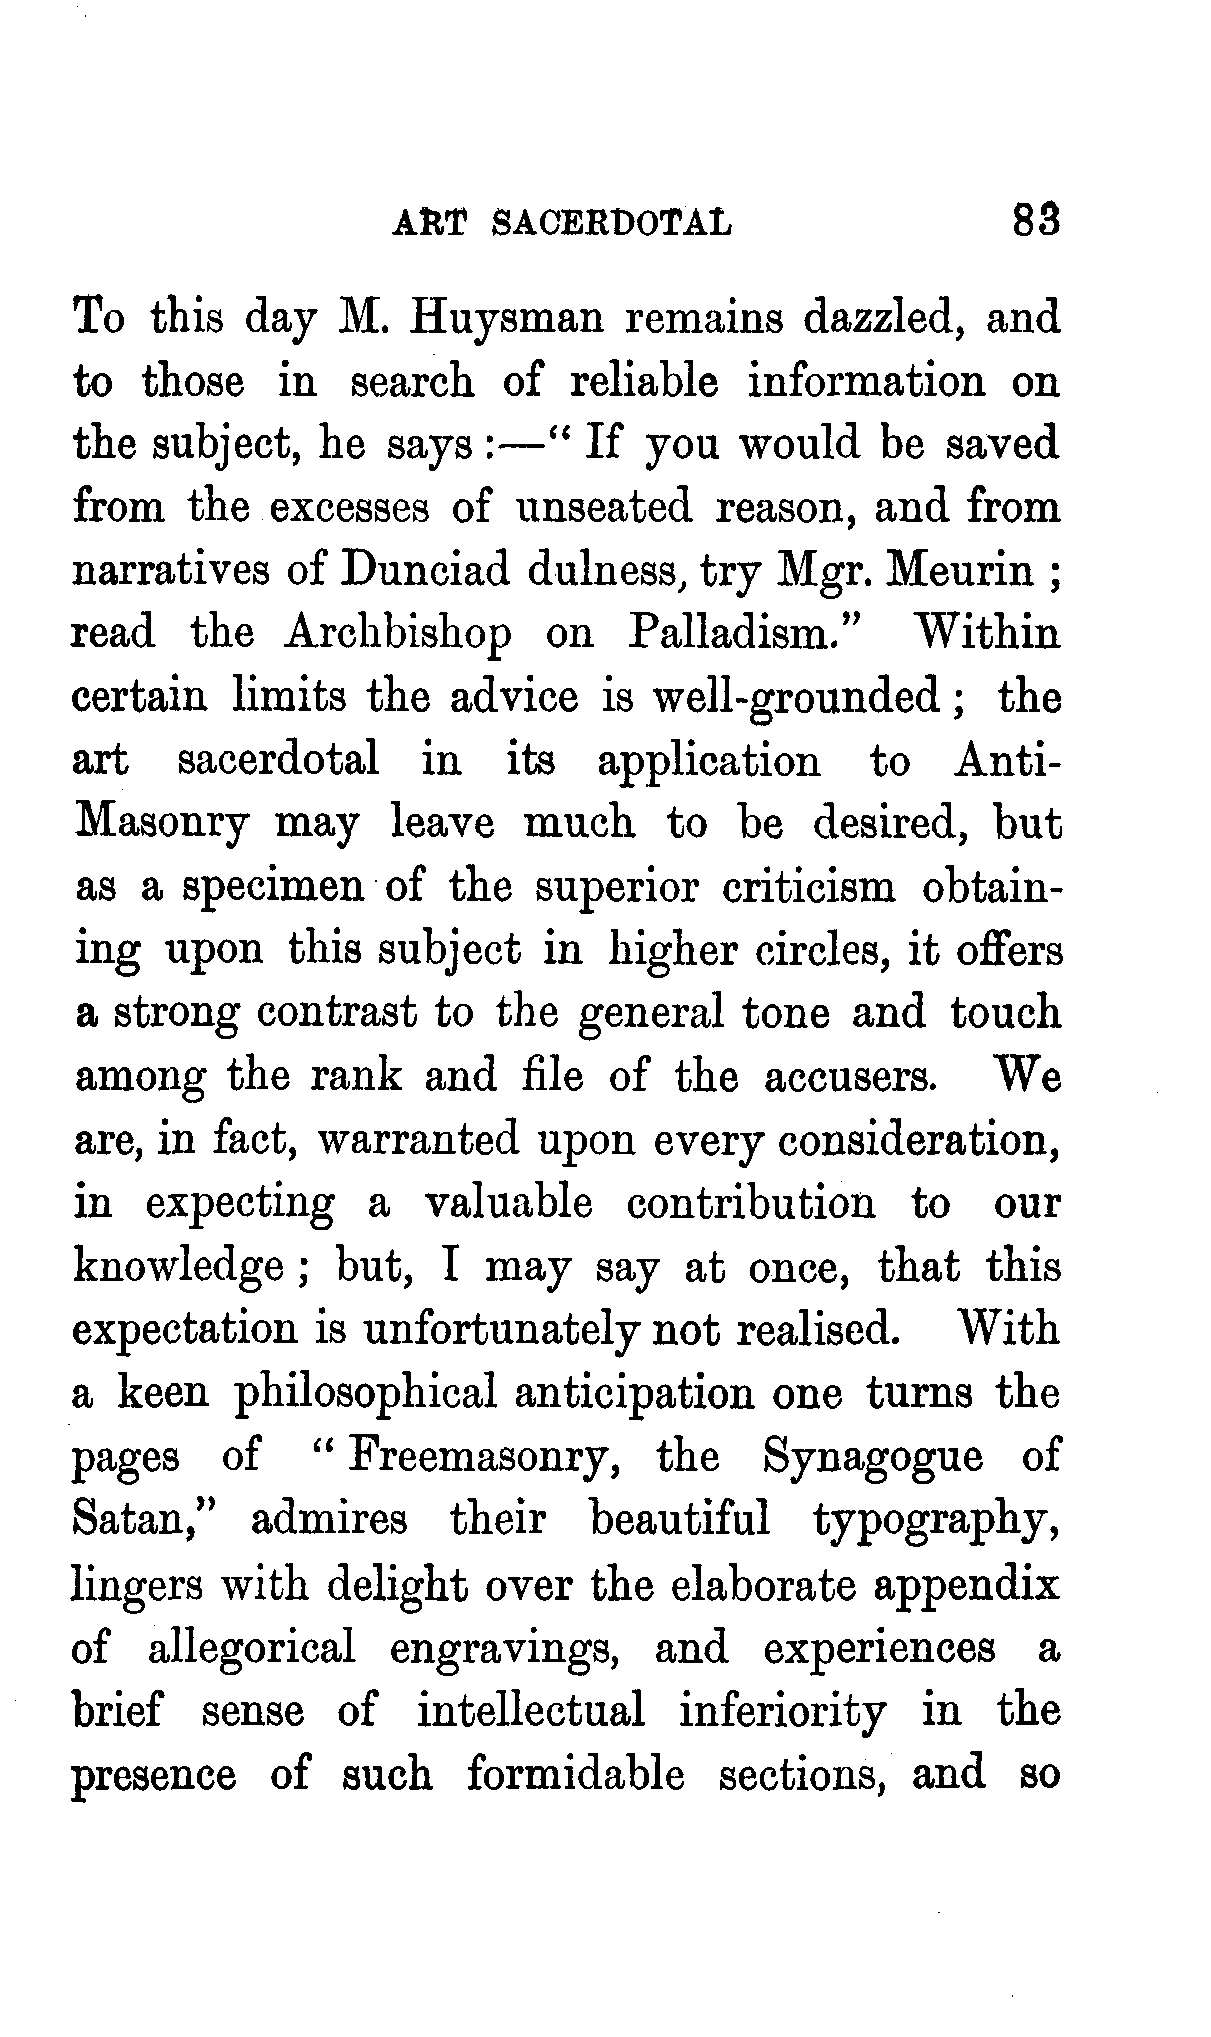 ART SACERDOTAL 83
To this day M. Huysman remains dazzled, and
to those in search of reliable information on
the subject, he says :—“ If you would be saved
from the excesses of unseated reason, and from
narratives of Dunciad dulness, try Mgr. Meurin ;
read the Archbishop on Palladism.” Within
certain limits the advice is well-grounded ; the
art sacerdotal in its application to Anti-
Masonry may leave much to be desired, but
as a specimen of the superior criticism obtain-
ing upon this subject in higher circles, it offers
a strong contrast to the general tone and touch
among the rank and file of the accusers. We
are, in fact, warranted upon every consideration,
in expecting a valuable contribution to our
knowledge ; but, I may say at once, that this
expectation is unfortunately not realised. With
a keen philosophical anticipation one turns the
pages of “ Freemasonry, the Synagogue of
Satan,” admires their beautiful typography,
lingers with delight over the elaborate appendix
of allegorical engravings, and experiences a
brief sense of intellectual inferiority in the
presence of such formidable sections, and so